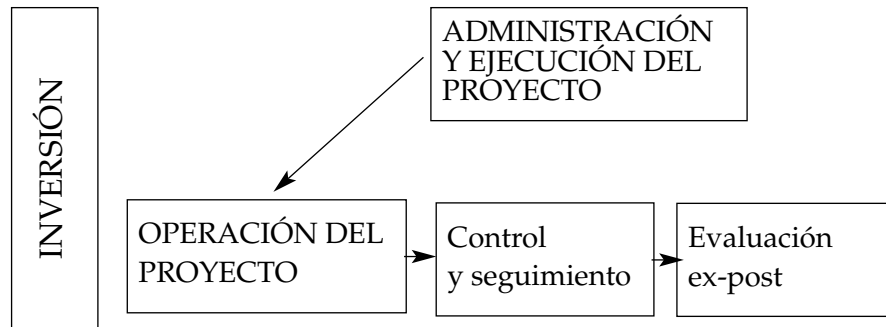 INVERSIÓN
ADMINISTRACIÓN
Y EJECUCIÓN DEL
PROYECTO
OPERACIÓN DEL
PROYECTO
Control
y seguimiento
Evaluación
ex-post